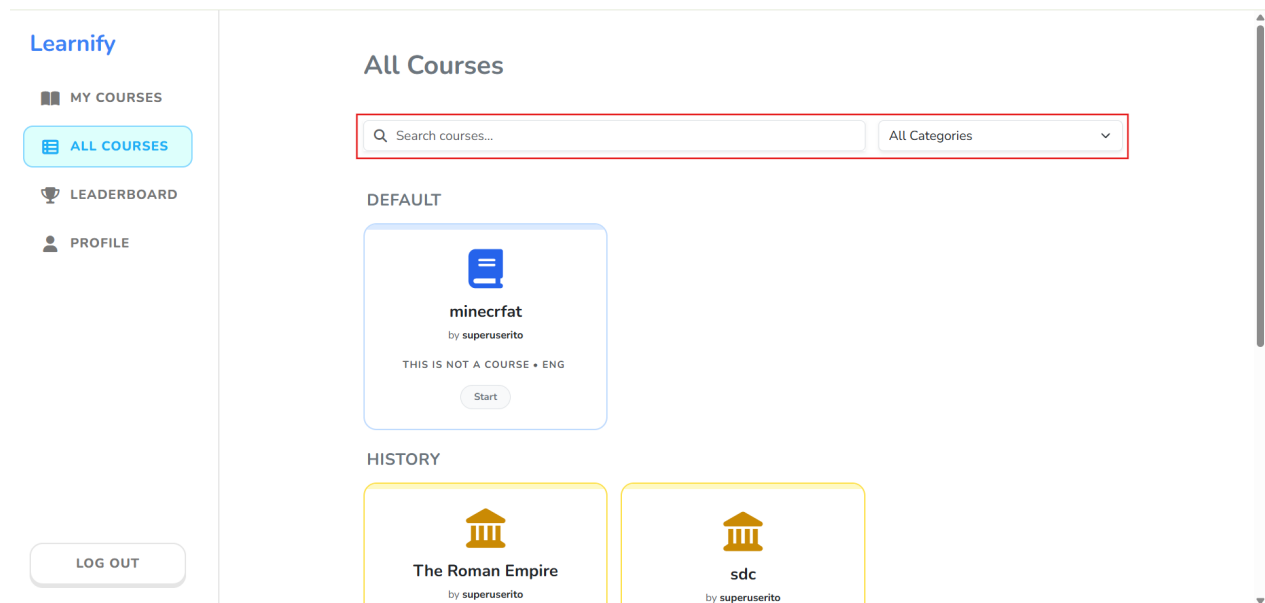 Learnify
MY COURSES
ALL COURSES
LEADERBOARD
PROFILE
LOG OUT
All Courses
Search courses...
All Categories
DEFAULT
minecrfat
by superuserito
THIS IS NOT A COURSE • ENG
Start
HISTORY
The Roman Empire
by superuserito
sdc
by superuserito